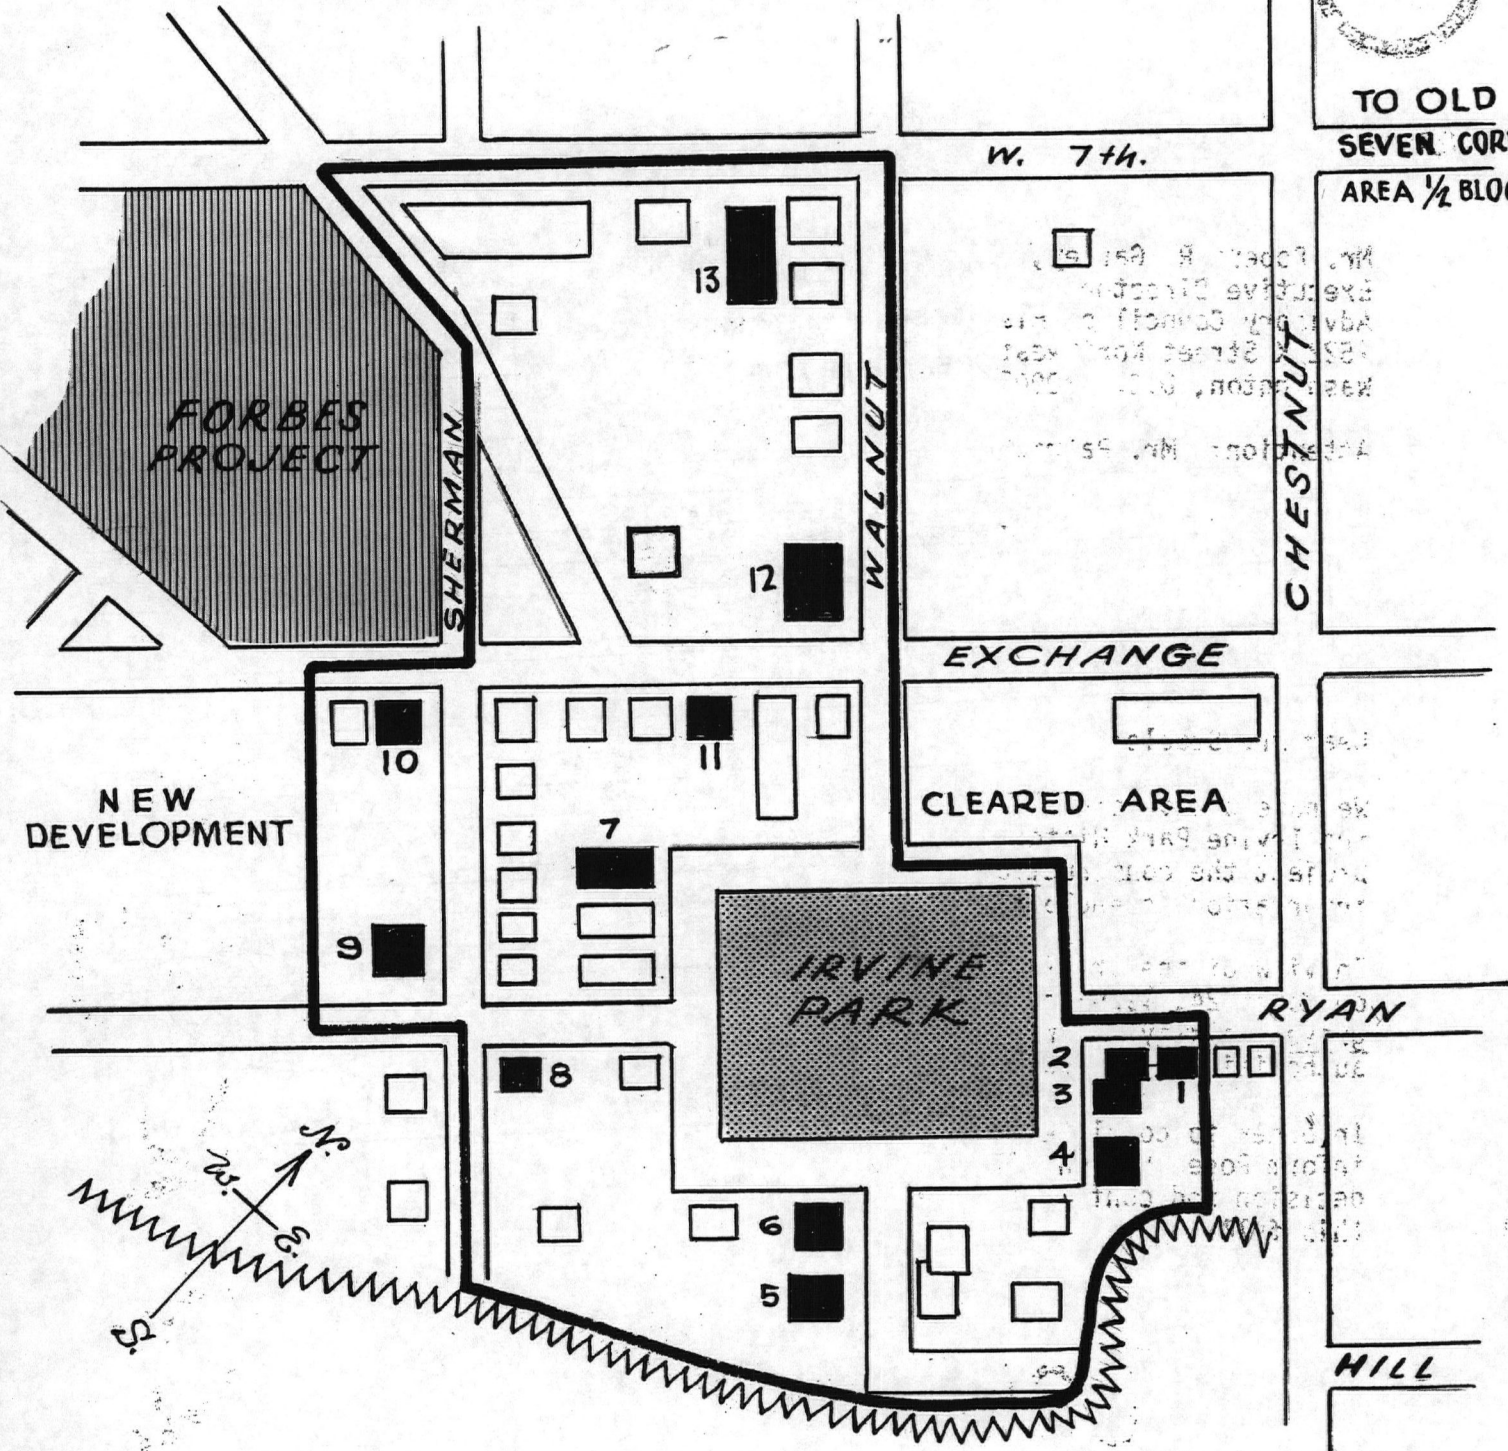 TO OLD
SEVEN COR
AREA 1/2 BLO
W. 7th.
13
FORBES
PROJECT
SHERMAN
WALNUT
CHESTNUT
12
EXCHANGE
10
11
NEW
DEVELOPMENT
CLEARED AREA
7
9
IRVINE
PARK
RYAN
8
2
3
1
4
N.
W.
E.
S.
6
5
HILL